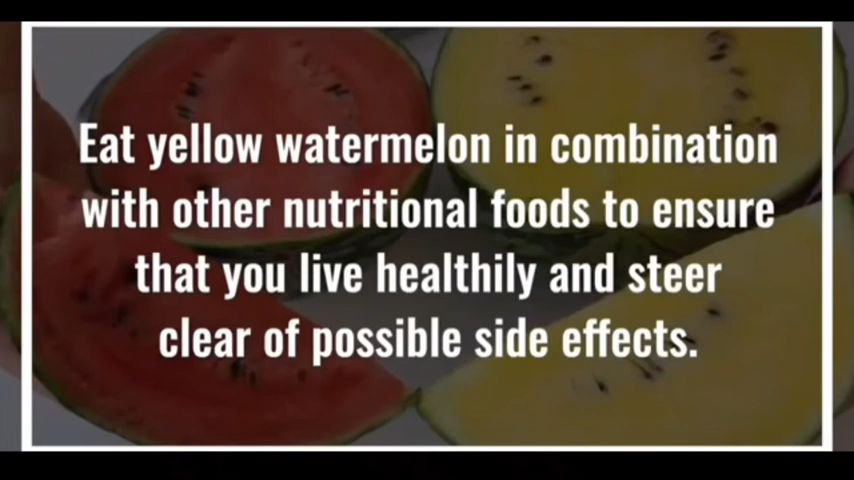 Eat yellow watermelon in combination
with other nutritional foods to ensure
that you live healthily and steer
clear of possible side effects.